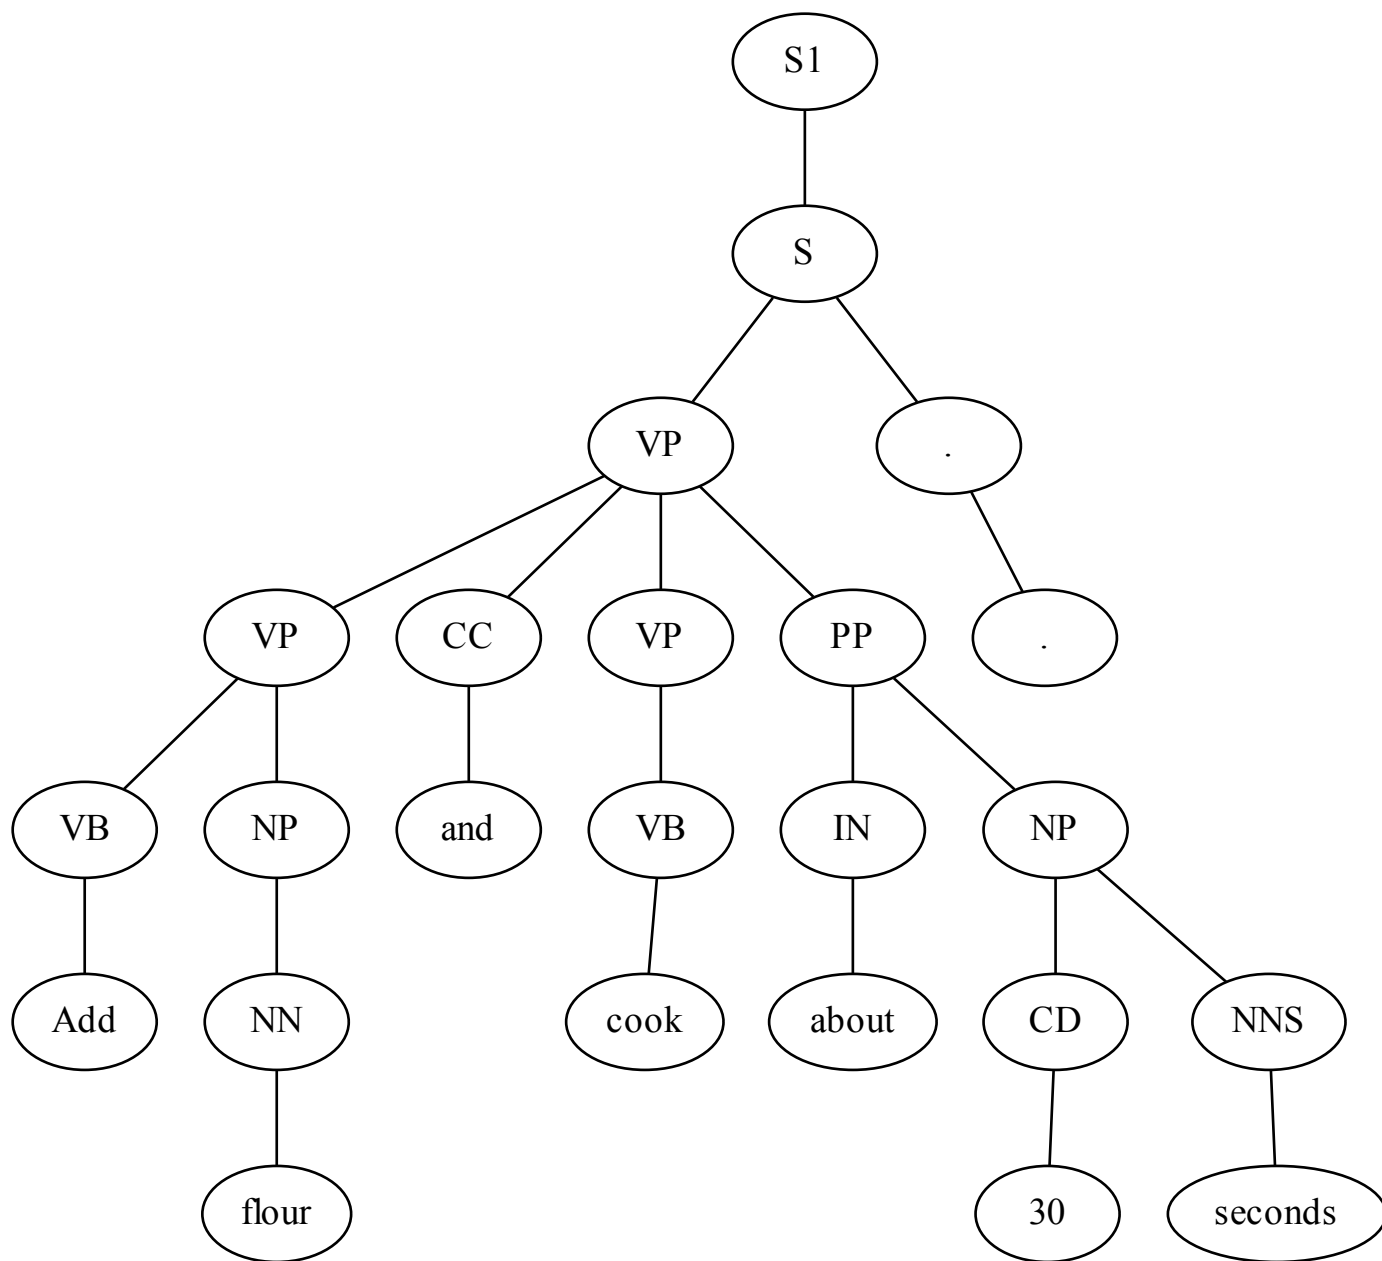 S1
S
VP .
VP CC VP PP .
VB NP and VB IN NP
Add NN cook about CD NNS
flour 30 seconds